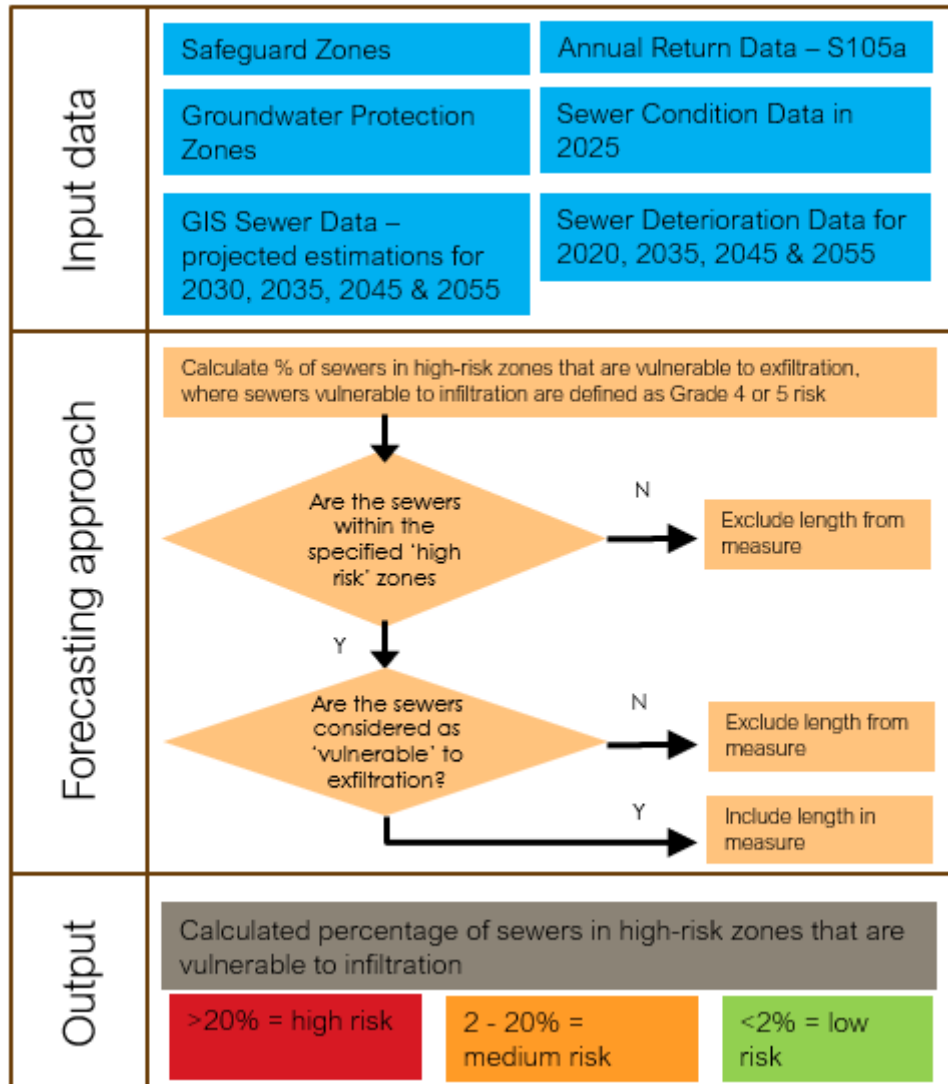 Input data
Safeguard Zones
Annual Return Data – S105a
Groundwater Protection
Zones
Sewer Condition Data in
2025
GIS Sewer Data –
projected estimations for
2030, 2035, 2045 & 2055
Sewer Deterioration Data for
2020, 2035, 2045 & 2055
Forecasting approach
Calculate % of sewers in high-risk zones that are vulnerable to exfiltration,
where sewers vulnerable to infiltration are defined as Grade 4 or 5 risk
Are the sewers
within the
specified ‘high
risk’ zones
N
Exclude length from
measure
Y
Are the sewers
considered as
‘vulnerable’ to
exfiltration?
N
Exclude length from
measure
Y
Include length in
measure
Output
Calculated percentage of sewers in high-risk zones that are
vulnerable to infiltration
>20% = high risk
2 - 20% =
medium risk
<2% = low
risk